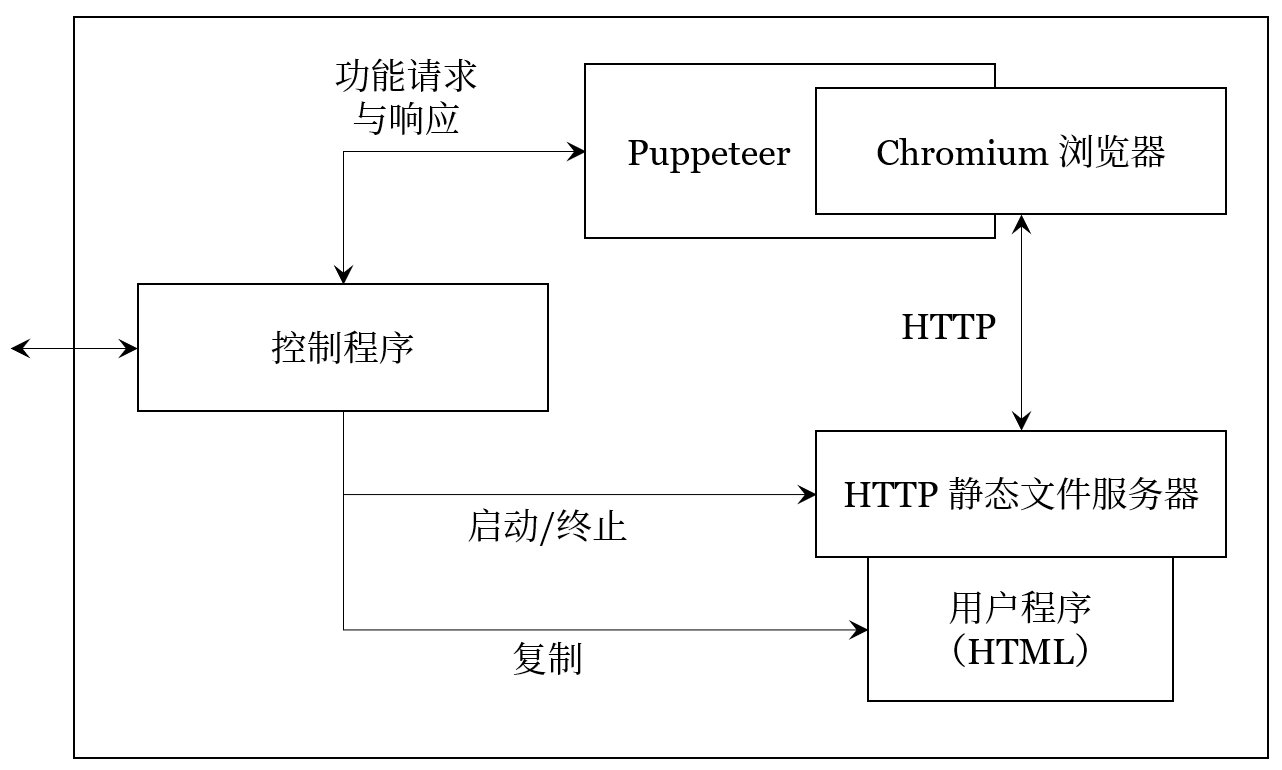 功能请求
与响应
Puppeteer
Chromium 浏览器
控制程序
HTTP
HTTP 静态文件服务器
启动/终止
用户程序
（HTML）
复制